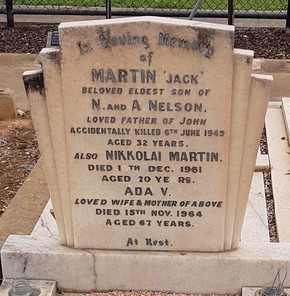 In Loving Memory
of
MARTIN 'JACK'
BELOVED ELDEST SON OF
N. AND A NELSON.
LOVED FATHER OF JOHN
ACCIDENTALLY KILLED 6TH JUNE 1949
AGED 32 YEARS.
ALSO NIKKOLAI MARTIN.
DIED 1 TH DEC. 1961
AGED 70 YE RS.
ADA V.
LOVED WIFE & MOTHER OF ABOVE
DIED 15TH NOV. 1964
AGED 67 YEARS.
At Rest.